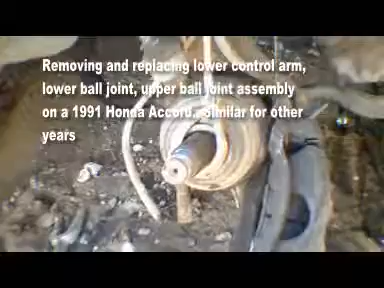 Removing and replacing lower control arm,
lower ball joint, upper ball joint assembly
on a 1991 Honda Accord. Similar for other
years